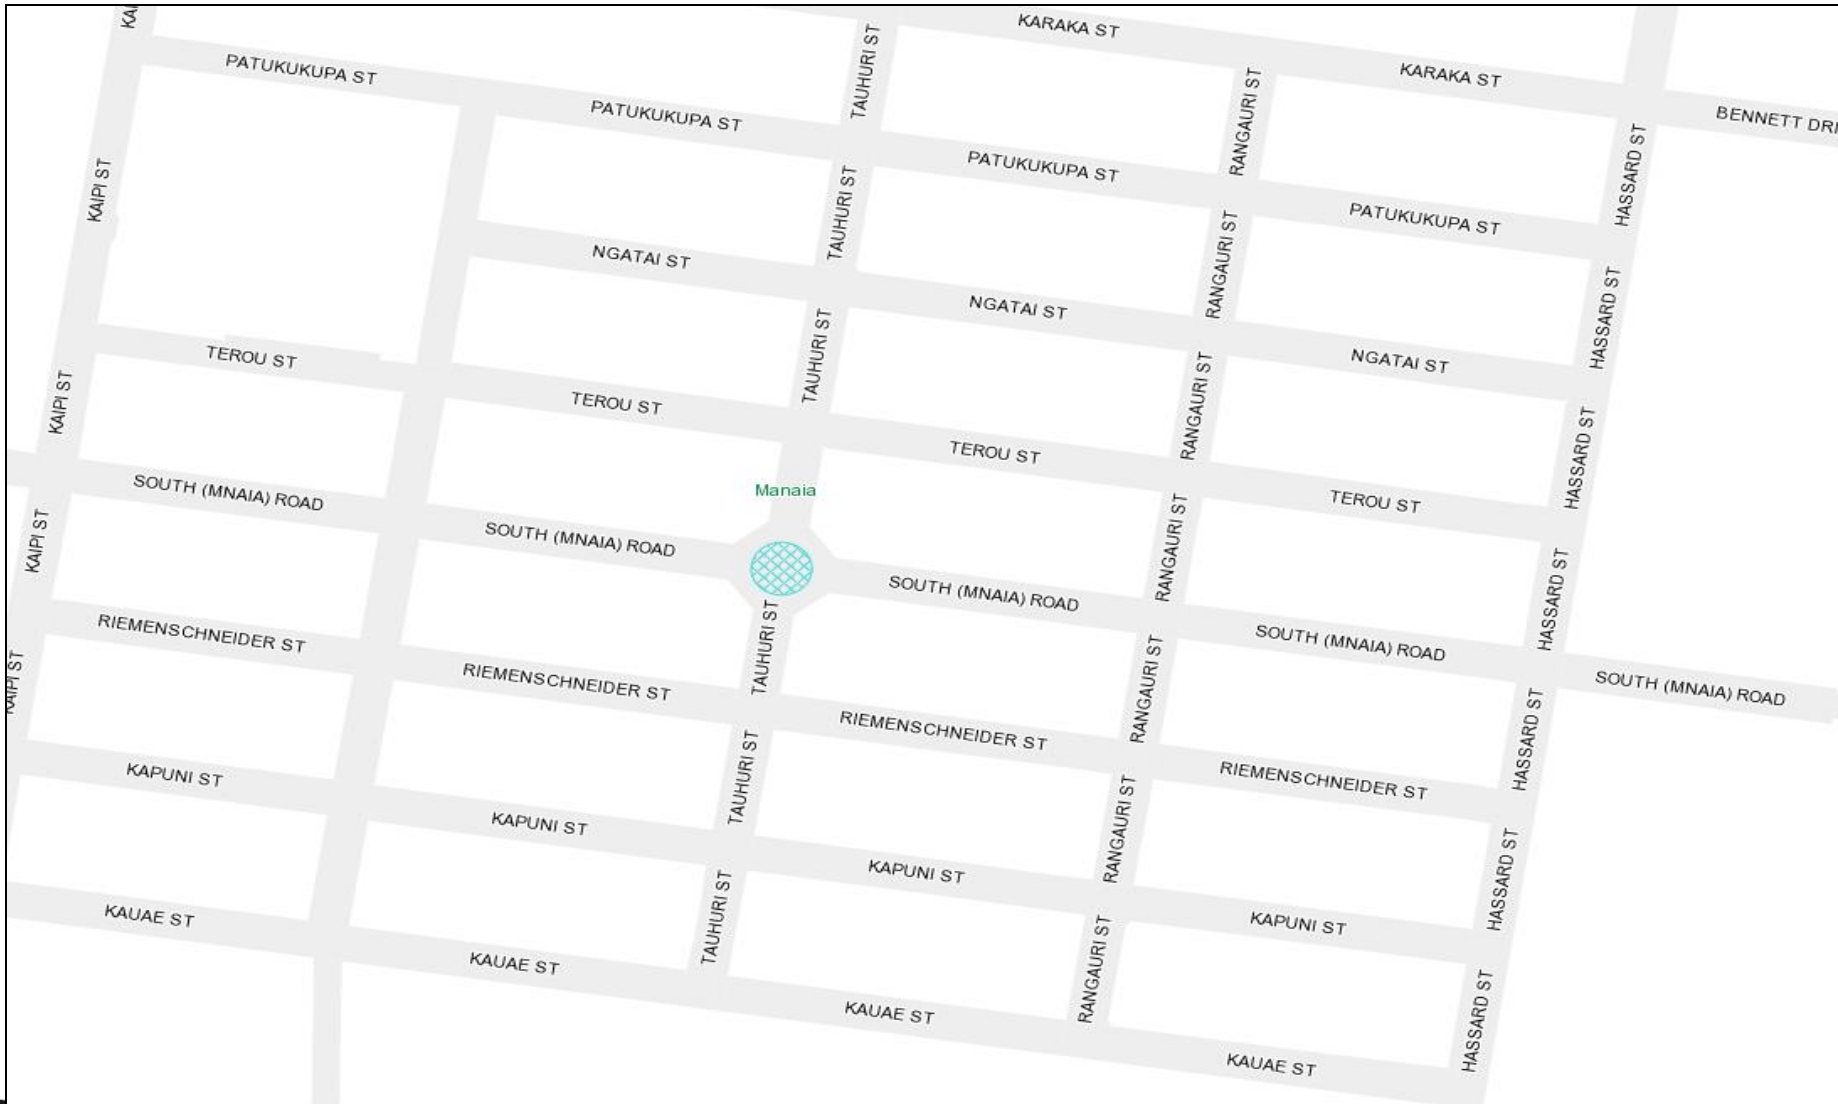 KARAKA ST
KARAKA ST
BENNETT DRI
KAI
PATUKUKUPA ST
PATUKUKUPA ST
PATUKUKUPA ST
PATUKUKUPA ST
TAUHURI ST
RANGAURI ST
HASSARD ST
KAIPI ST
TAUHURI ST
RANGAURI ST
HASSARD ST
NGATAI ST
NGATAI ST
NGATAI ST
TAUHURI ST
RANGAURI ST
HASSARD ST
TEROU ST
TEROU ST
TEROU ST
TEROU ST
KAIPI ST
RANGAURI ST
HASSARD ST
Manaia
SOUTH (MNAIA) ROAD
SOUTH (MNAIA) ROAD
SOUTH (MNAIA) ROAD
SOUTH (MNAIA) ROAD
SOUTH (MNAIA) ROAD
KAIPI ST
TAUHURI ST
RANGAURI ST
HASSARD ST
RIEMENSCHNEIDER ST
RIEMENSCHNEIDER ST
RIEMENSCHNEIDER ST
RIEMENSCHNEIDER ST
KAIPI ST
TAUHURI ST
RANGAURI ST
HASSARD ST
KAPUNI ST
KAPUNI ST
KAPUNI ST
KAPUNI ST
TAUHURI ST
RANGAURI ST
HASSARD ST
KAUAE ST
KAUAE ST
KAUAE ST
KAUAE ST